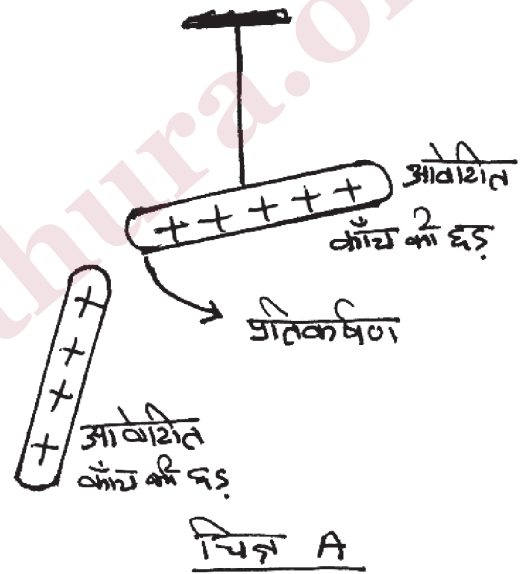 + + + + +
आवेशित
काँच की छड़
प्रतिकर्षण
+
+
+
+
आवेशित
काँच की छड़
चित्र A